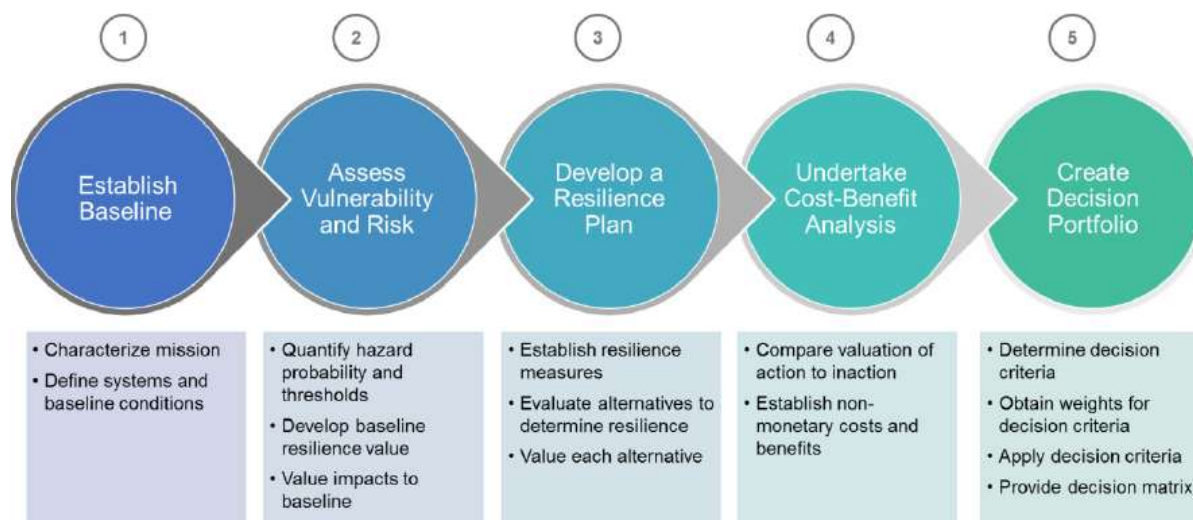 1
2
3
4
5
Establish
Baseline
Assess
Vulnerability
and Risk
Develop a
Resilience
Plan
Undertake
Cost-Benefit
Analysis
Create
Decision
Portfolio
• Characterize mission
• Define systems and
baseline conditions
• Quantify hazard
probability and
thresholds
• Develop baseline
resilience value
• Value impacts to
baseline
• Establish resilience
measures
• Evaluate alternatives to
determine resilience
• Value each alternative
• Compare valuation of
action to inaction
• Establish non-
monetary costs and
benefits
• Determine decision
criteria
• Obtain weights for
decision criteria
• Apply decision criteria
• Provide decision matrix